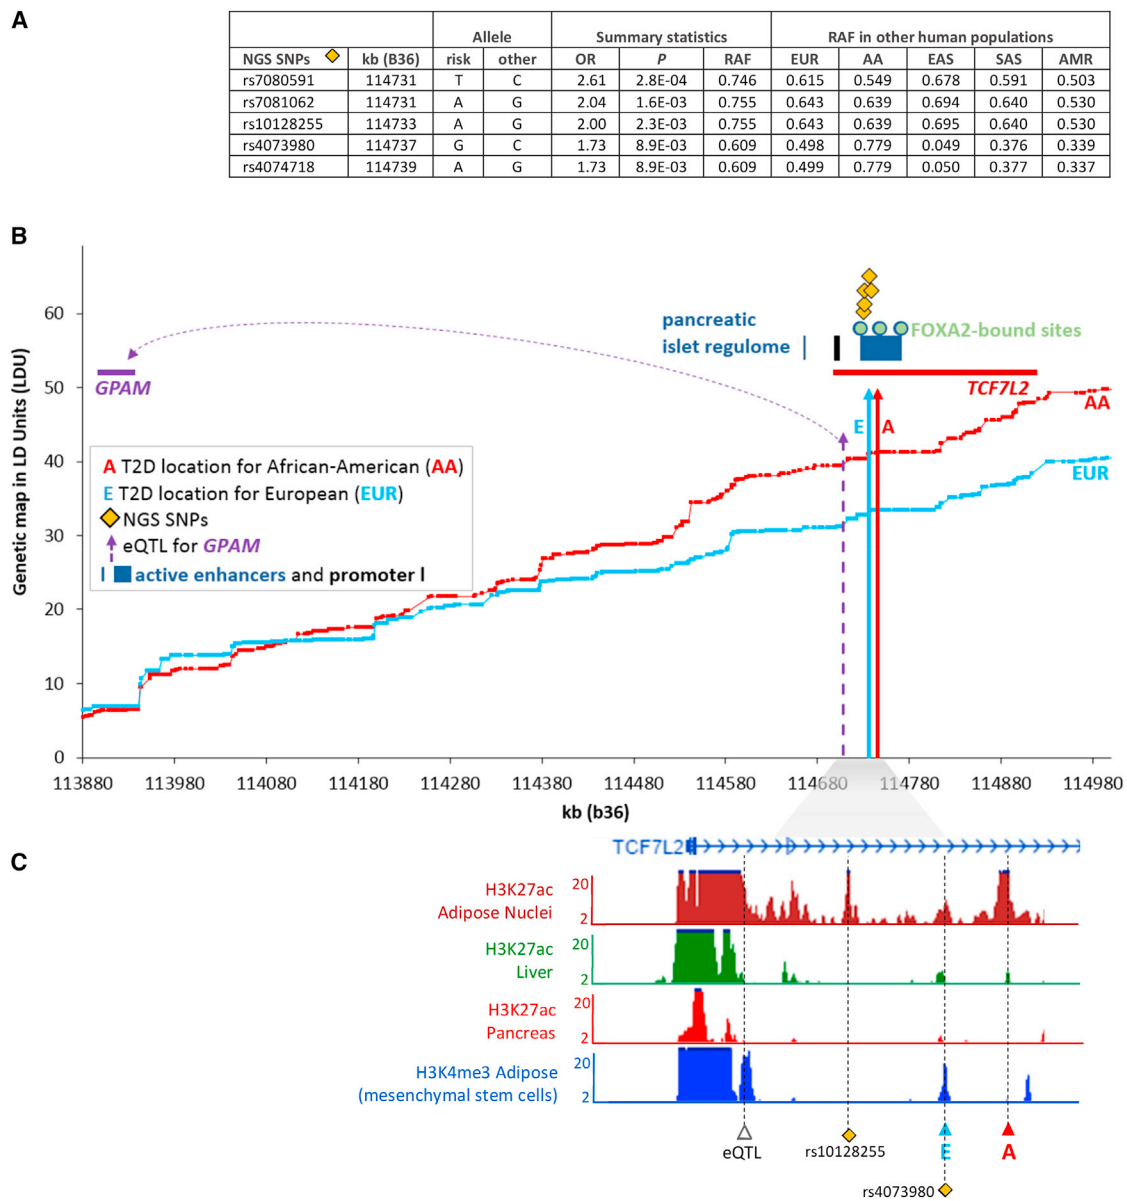 A
Allele Summary statistics RAF in other human populations
NGS SNPs kb (B36) risk other OR P RAF EUR AA EAS SAS AMR
rs7080591 114731 T C 2.61 2.8E-04 0.746 0.615 0.549 0.678 0.591 0.503
rs7081062 114731 A G 2.04 1.6E-03 0.755 0.643 0.639 0.694 0.640 0.530
rs10128255 114733 A G 2.00 2.3E-03 0.755 0.643 0.639 0.695 0.640 0.530
rs4073980 114737 G C 1.73 8.9E-03 0.609 0.498 0.779 0.049 0.376 0.339
rs4074718 114739 A G 1.73 8.9E-03 0.609 0.499 0.779 0.050 0.377 0.337
B
Genetic map in LD Units (LDU)
60
50
40
30
20
10
0
pancreatic
islet regulome
FOXA2-bound sites
GPAM
TCF7L2
E A
AA
EUR
A T2D location for African-American (AA)
E T2D location for European (EUR)
NGS SNPs
eQTL for GPAM
active enhancers and promoter
113880 113980 114080 114180 114280 114380 114480 114580 114680 114780 114880 114980
kb (b36)
C
TCF7L2
H3K27ac
Adipose Nuclei
20
2
H3K27ac
Liver
20
2
H3K27ac
Pancreas
20
2
H3K4me3 Adipose
(mesenchymal stem cells)
20
2
eQTL rs10128255 E A
rs4073980